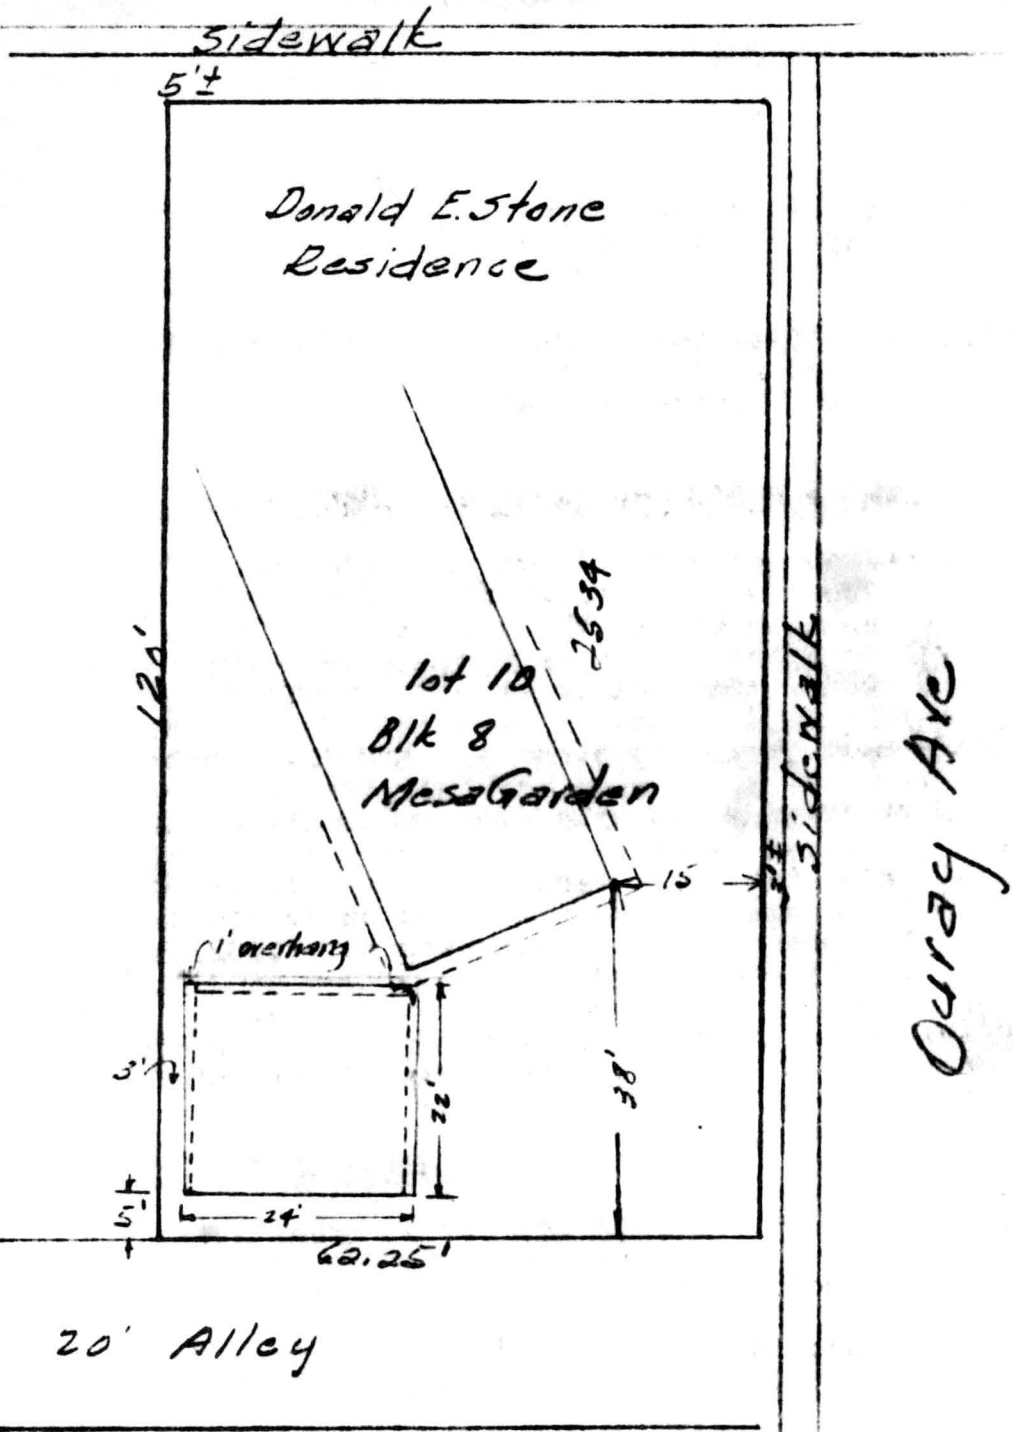 Sidewalk
5'±
Donald E. Stone
Residence
120'
2534
lot 10
Blk 8
Mesa Garden
Sidewalk
Ouray Ave
15
1' overhang
3'
22'
38'
5'
24'
62.25'
20' Alley